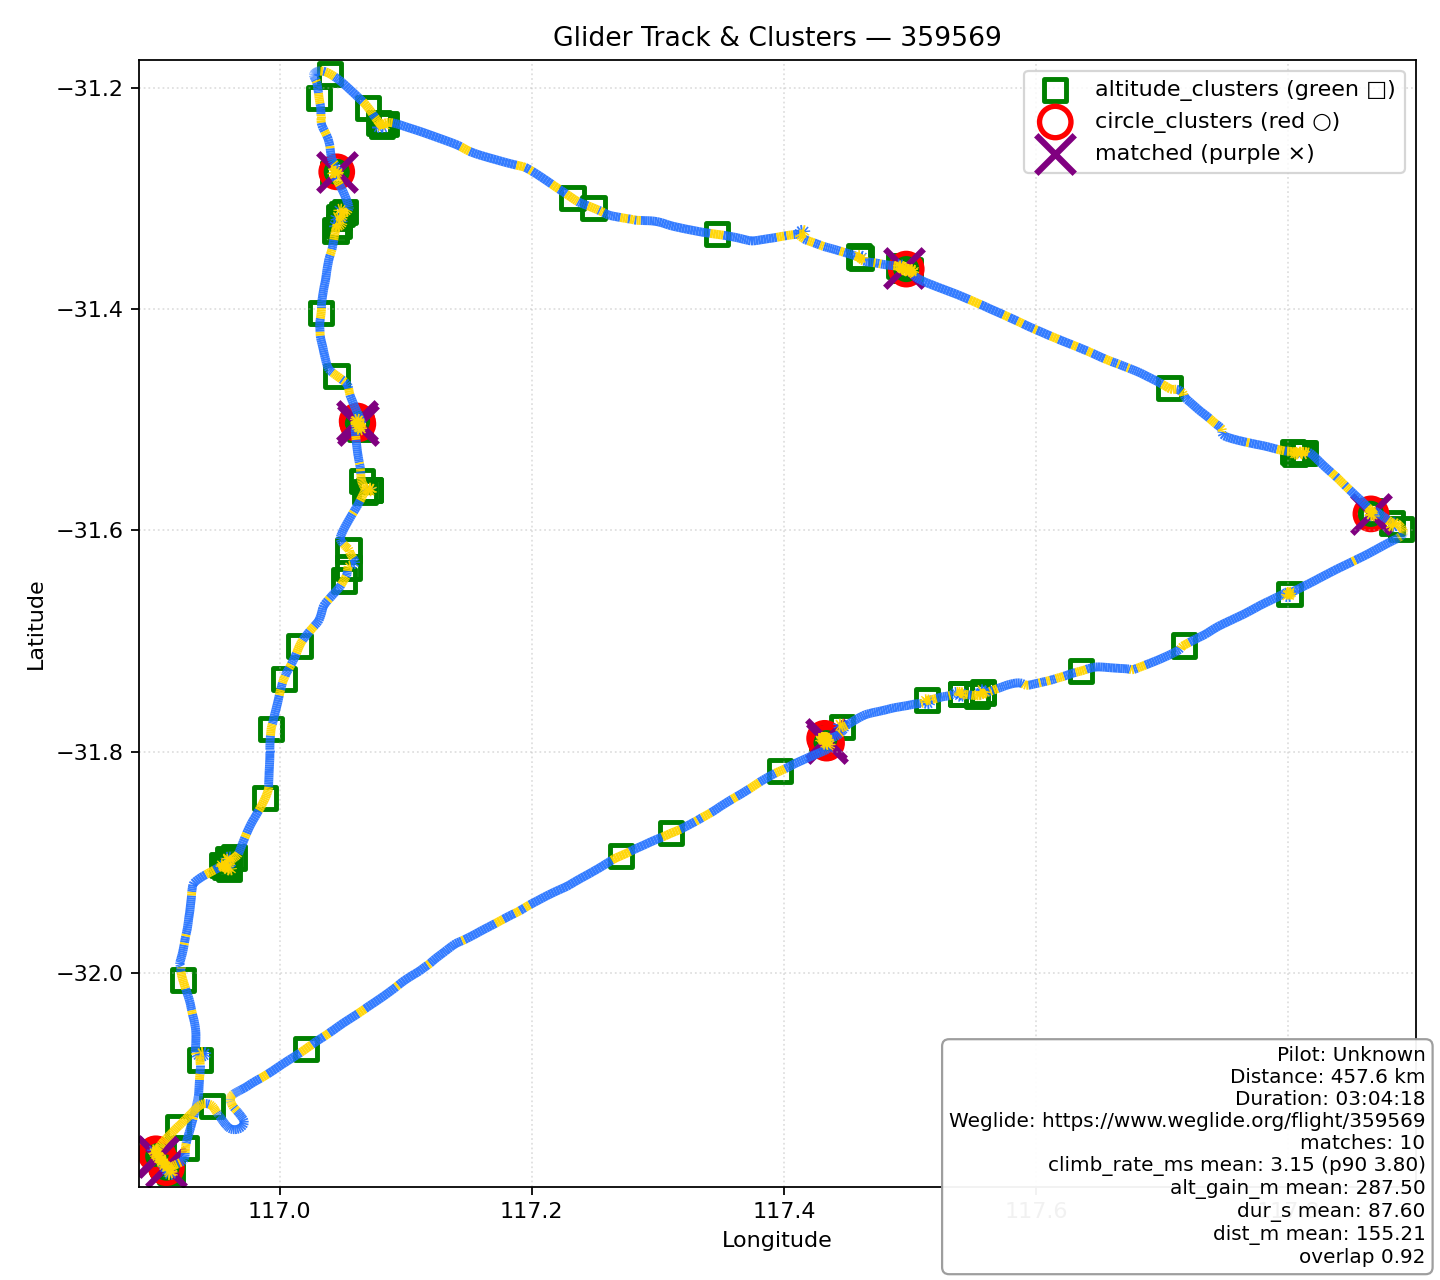 Glider Track & Clusters — 359569
altitude_clusters (green □)
circle_clusters (red ○)
matched (purple ×)
−31.2
−31.4
−31.6
−31.8
−32.0
Latitude
117.0
117.2
117.4
117.6
Longitude
Pilot: Unknown
Distance: 457.6 km
Duration: 03:04:18
Weglide: https://www.weglide.org/flight/359569
matches: 10
climb_rate_ms mean: 3.15 (p90 3.80)
alt_gain_m mean: 287.50
dur_s mean: 87.60
dist_m mean: 155.21
overlap 0.92